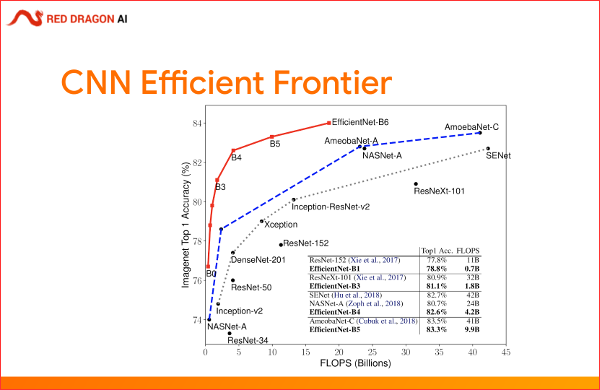 RED DRAGON AI
CNN Efficient Frontier
Imagenet Top 1 Accuracy (%)
84
82
80
78
76
74
EfficientNet-B6
AmeobaNet-A
AmoebaNet-C
B5
B4
NASNet-A
SENet
B3
ResNeXt-101
Inception-ResNet-v2
Xception
ResNet-152
DenseNet-201
B0
ResNet-50
Inception-v2
NASNet-A
ResNet-34
Top1 Acc. FLOPS
ResNet-152 (Xie et al., 2017) 77.8% 11B
EfficientNet-B1 78.8% 0.7B
ResNeXt-101 (Xie et al., 2017) 80.9% 32B
EfficientNet-B3 81.1% 1.8B
SENet (Hu et al., 2018) 82.7% 42B
NASNet-A (Zoph et al., 2018) 80.7% 24B
EfficientNet-B4 82.6% 4.2B
AmoebaNet-C (Cubuk et al., 2018) 83.5% 41B
EfficientNet-B5 83.3% 9.9B
0 5 10 15 20 25 30 35 40 45
FLOPS (Billions)